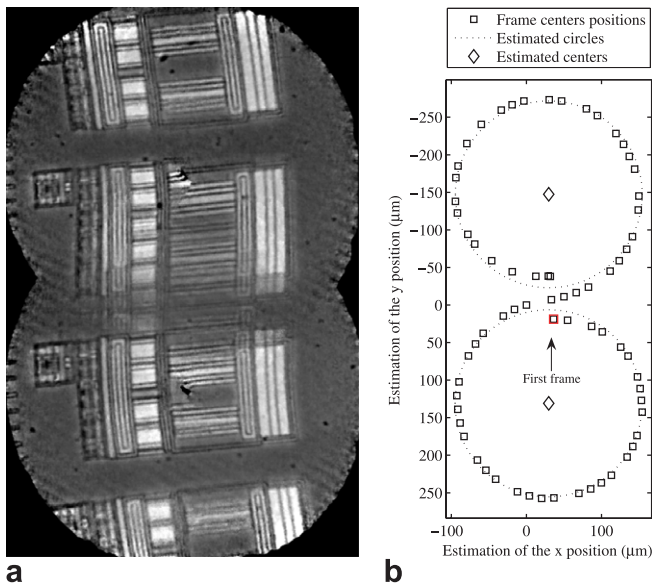 Frame centers positions
Estimated circles
Estimated centers
−250
−200
−150
−100
−50
0
50
100
150
200
250
Estimation of the y position (μm)
First frame
−100
0
100
Estimation of the x position (μm)
a
b